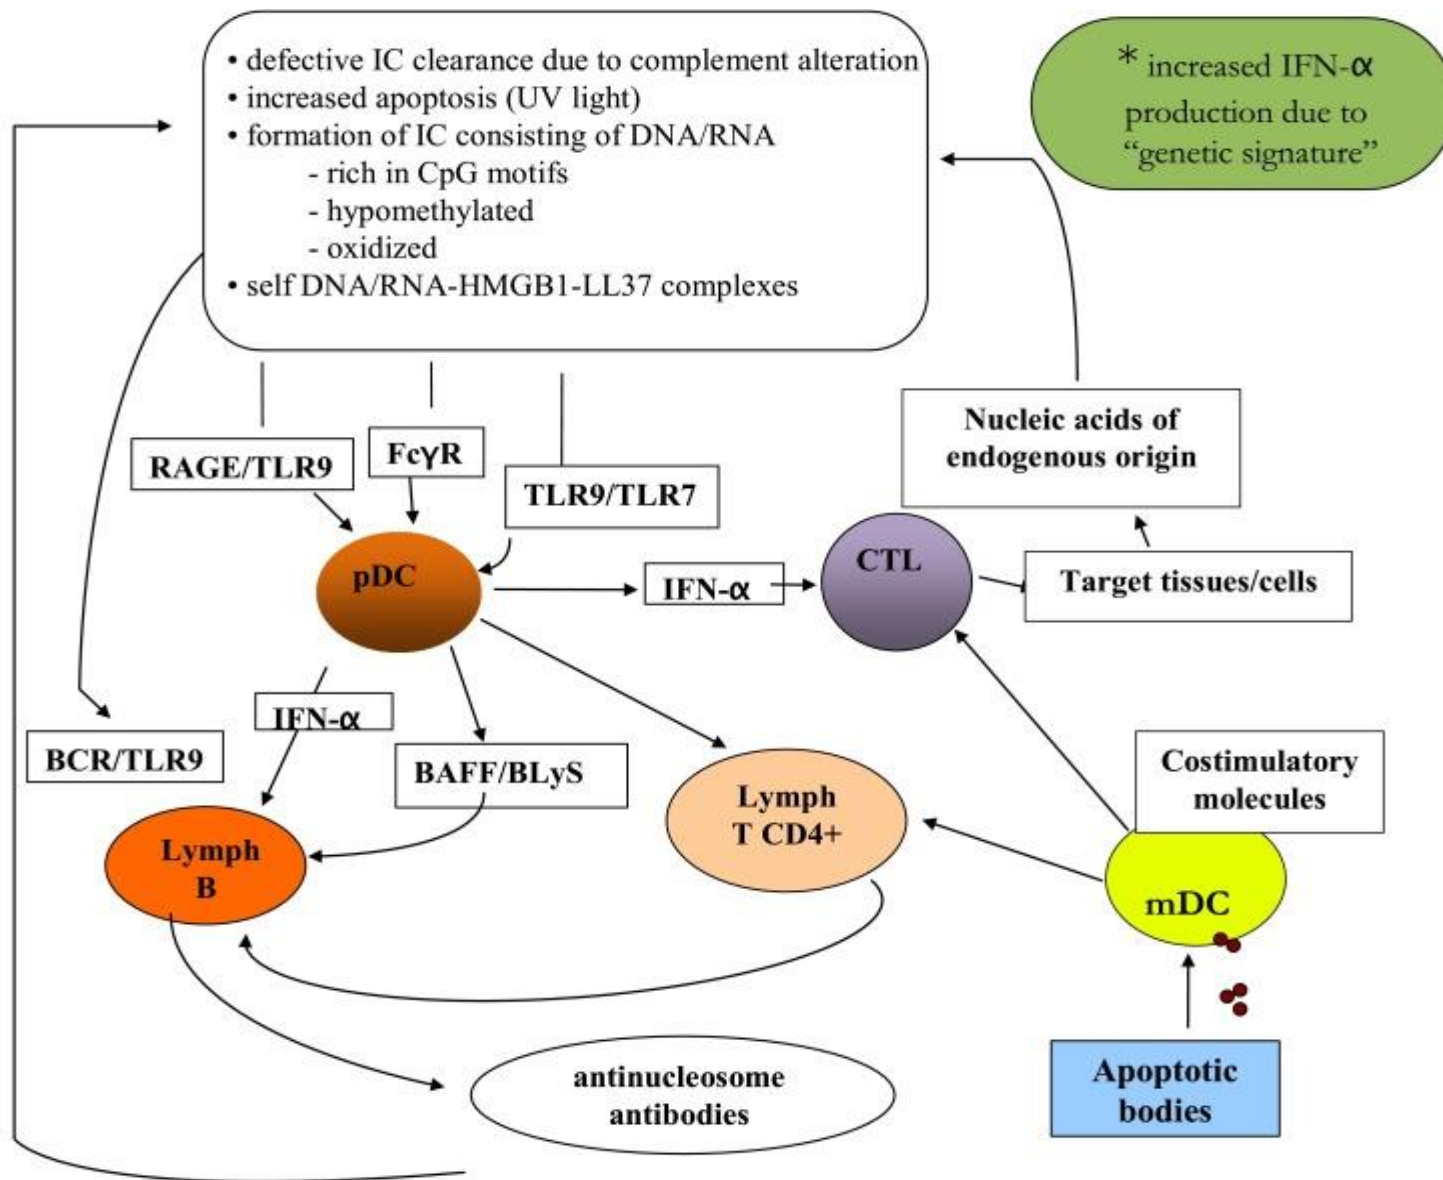 • defective IC clearance due to complement alteration
• increased apoptosis (UV light)
• formation of IC consisting of DNA/RNA
- rich in CpG motifs
- hypomethylated
- oxidized
• self DNA/RNA-HMGB1-LL37 complexes
* increased IFN-α
production due to
“genetic signature”
Nucleic acids of
endogenous origin
RAGE/TLR9
FcγR
TLR9/TLR7
pDC
IFN-α
CTL
Target tissues/cells
IFN-α
BCR/TLR9
BAFF/BLyS
Lymph
T CD4+
Costimulatory
molecules
Lymph
B
mDC
antinucleosome
antibodies
Apoptotic
bodies